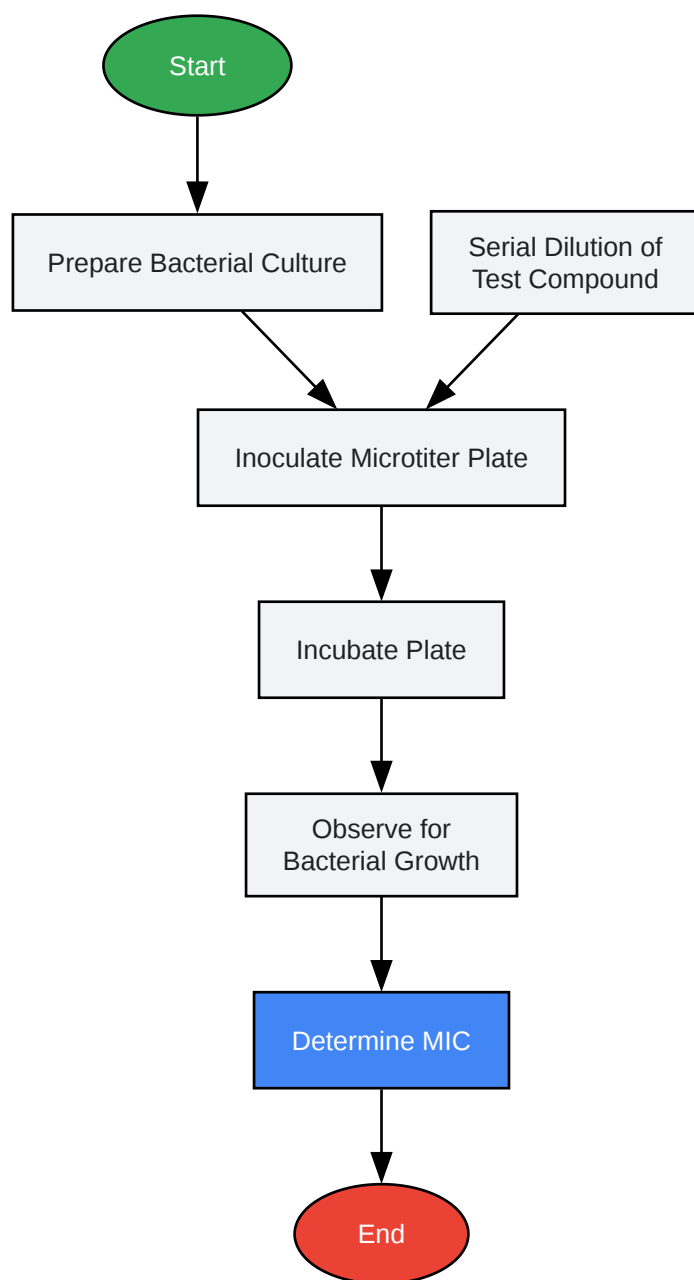 Start
Prepare Bacterial Culture
Serial Dilution of
Test Compound
Inoculate Microtiter Plate
Incubate Plate
Observe for
Bacterial Growth
Determine MIC
End